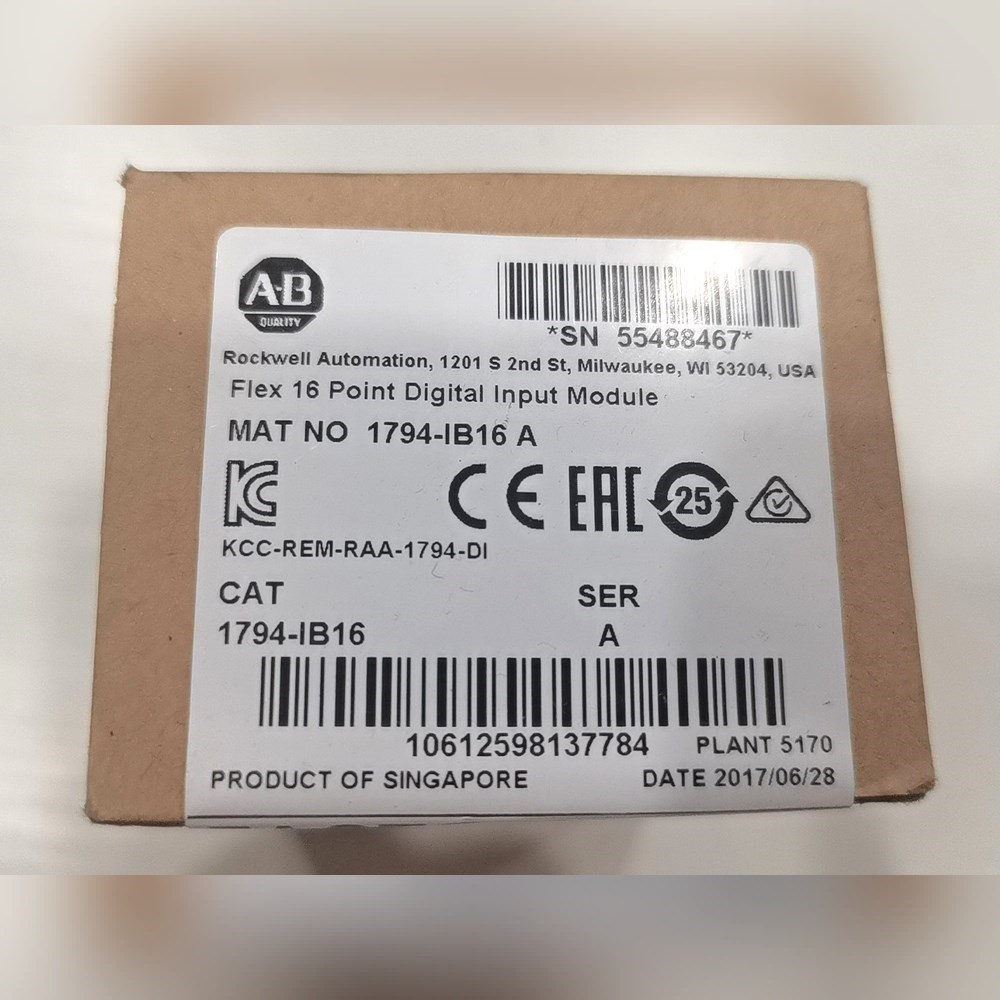 A-B
QUALITY
*SN 55488467*
Rockwell Automation, 1201 S 2nd St, Milwaukee, WI 53204, USA
Flex 16 Point Digital Input Module
MAT NO 1794-IB16 A
KC CE EAC 25
KCC-REM-RAA-1794-DI
CAT SER
1794-IB16 A
10612598137784 PLANT 5170
PRODUCT OF SINGAPORE DATE 2017/06/28